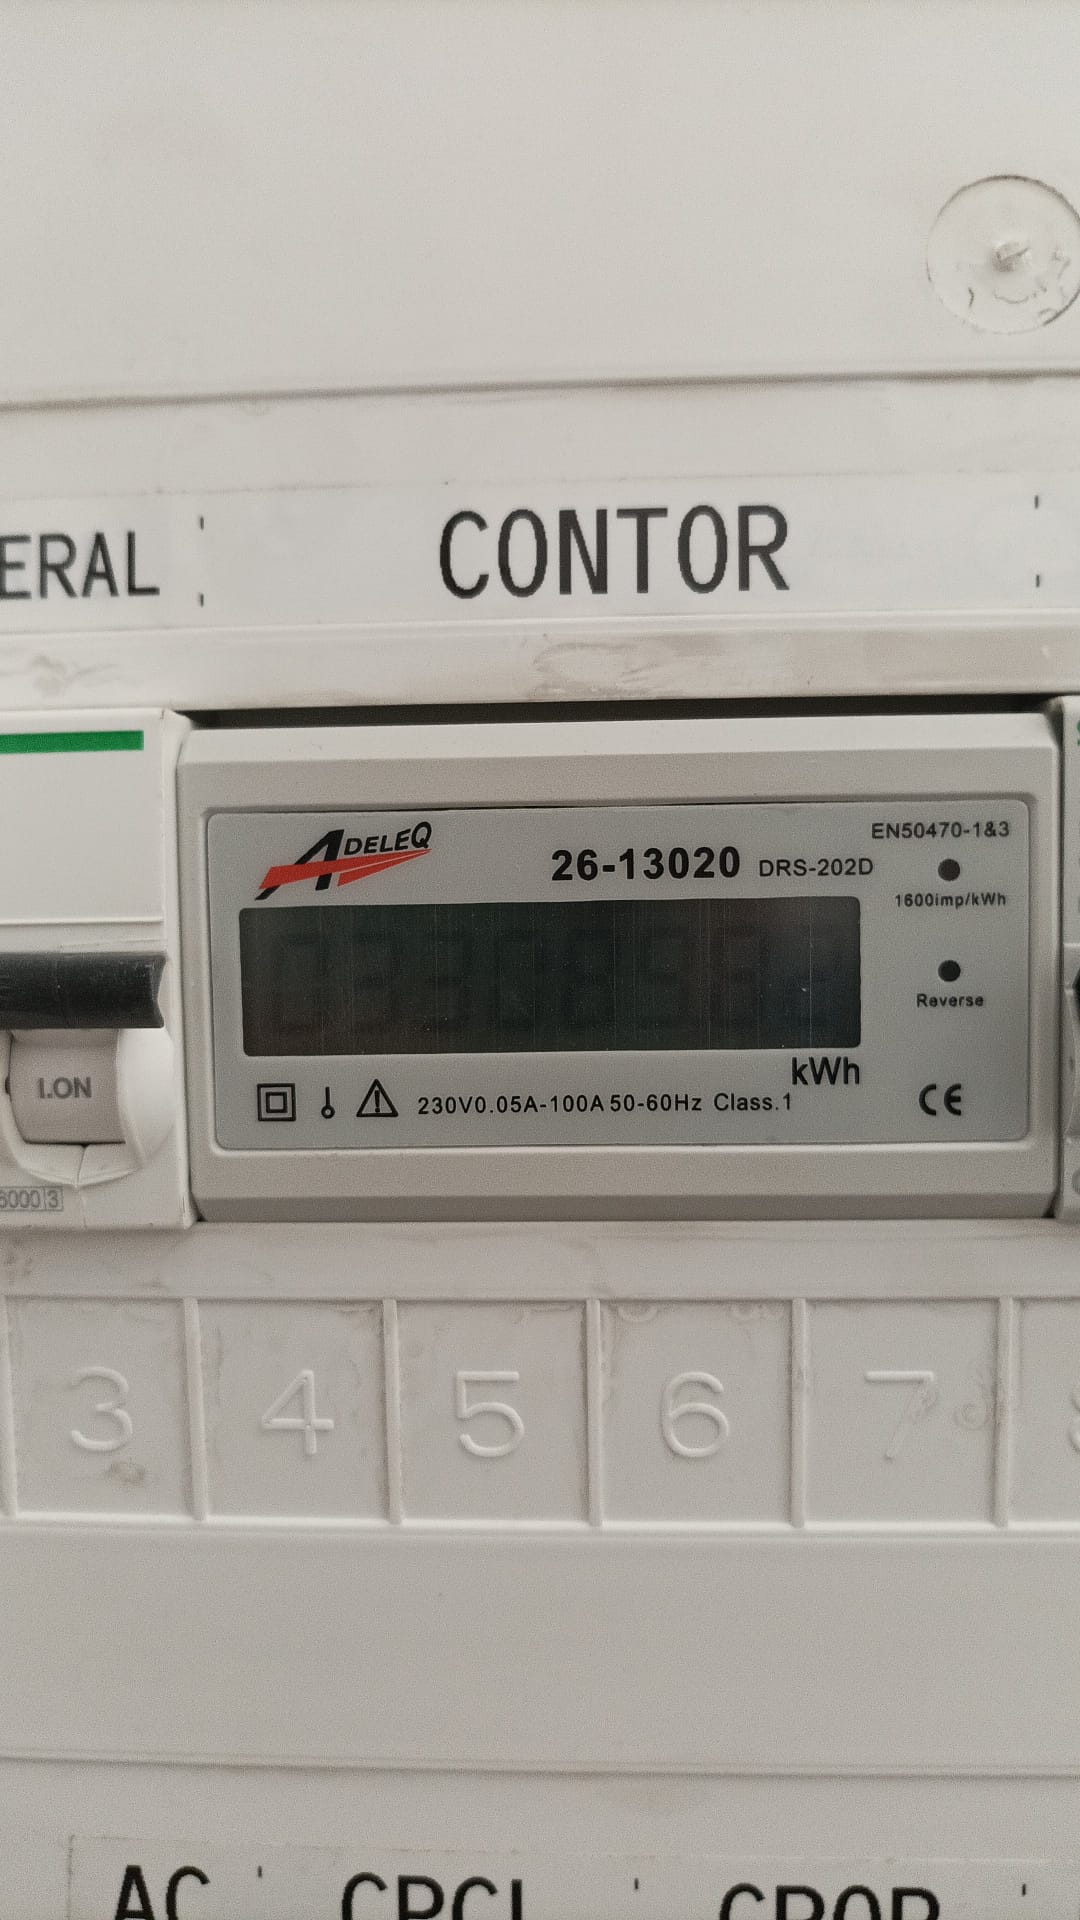 ERAL CONTOR
ADELEQ
26-13020 DRS-202D
EN50470-1&3
1600imp/kWh
Reverse
kWh
230V0.05A-100A 50-60Hz Class.1
CE
I.ON
6000 3
3 4 5 6 7
AC